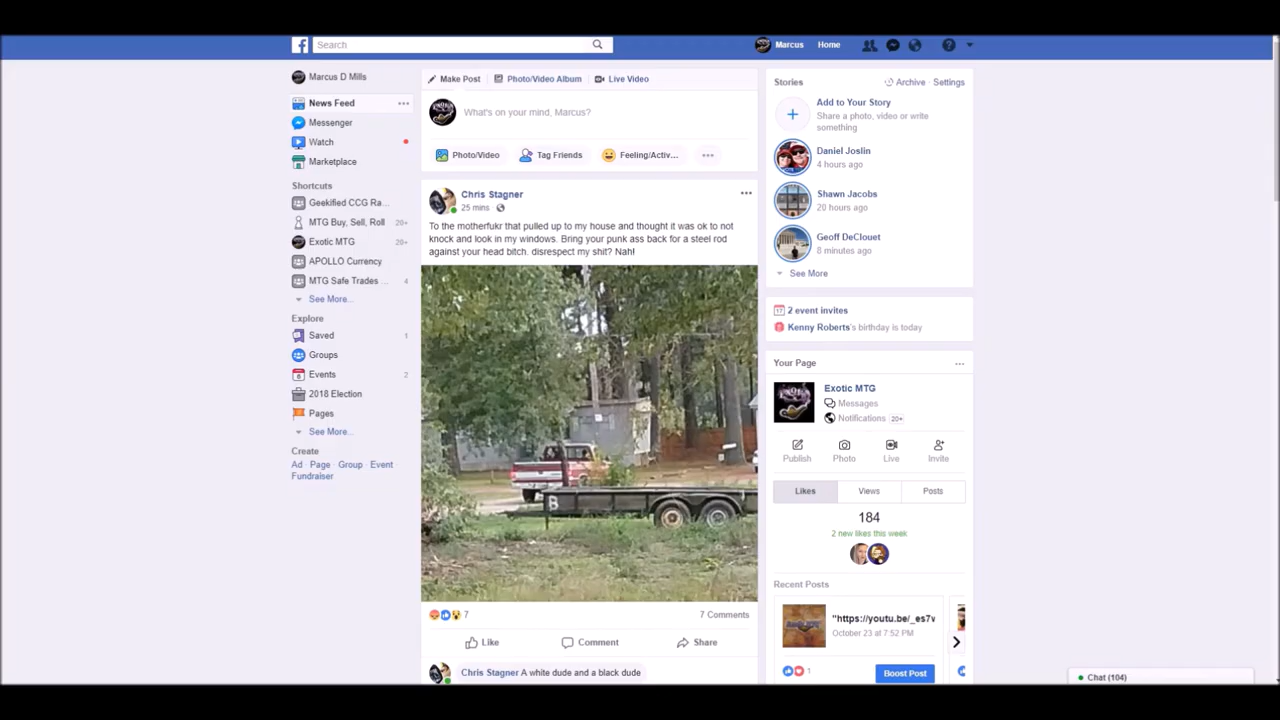 Search
Marcus Home
Marcus D Mills
News Feed
Messenger
Watch
Marketplace
Shortcuts
Geekified CCG Ra...
MTG Buy, Sell, Roll 20+
Exotic MTG 20+
APOLLO Currency
MTG Safe Trades ... 4
See More...
Explore
Saved 1
Groups
Events 2
2018 Election
Pages
See More...
Create
Ad Page Group Event
Fundraiser
Make Post Photo/Video Album Live Video
What's on your mind, Marcus?
Photo/Video Tag Friends Feeling/Activ...
Chris Stagner
25 mins
To the motherfukr that pulled up to my house and thought it was ok to not
knock and look in my windows. Bring your punk ass back for a steel rod
against your head bitch. disrespect my shit? Nah!
B
7 7 Comments
Like Comment Share
Chris Stagner A white dude and a black dude
Stories Archive · Settings
Add to Your Story
Share a photo, video or write
something
Daniel Joslin
4 hours ago
Shawn Jacobs
20 hours ago
Geoff DeClouet
8 minutes ago
See More
2 event invites
Kenny Roberts's birthday is today
Your Page
Exotic MTG
Messages
Notifications 20+
Publish Photo Live Invite
Likes Views Posts
184
2 new likes this week
Recent Posts
"https://youtu.be/_es7v
October 23 at 7:52 PM
1 Boost Post
Chat (104)